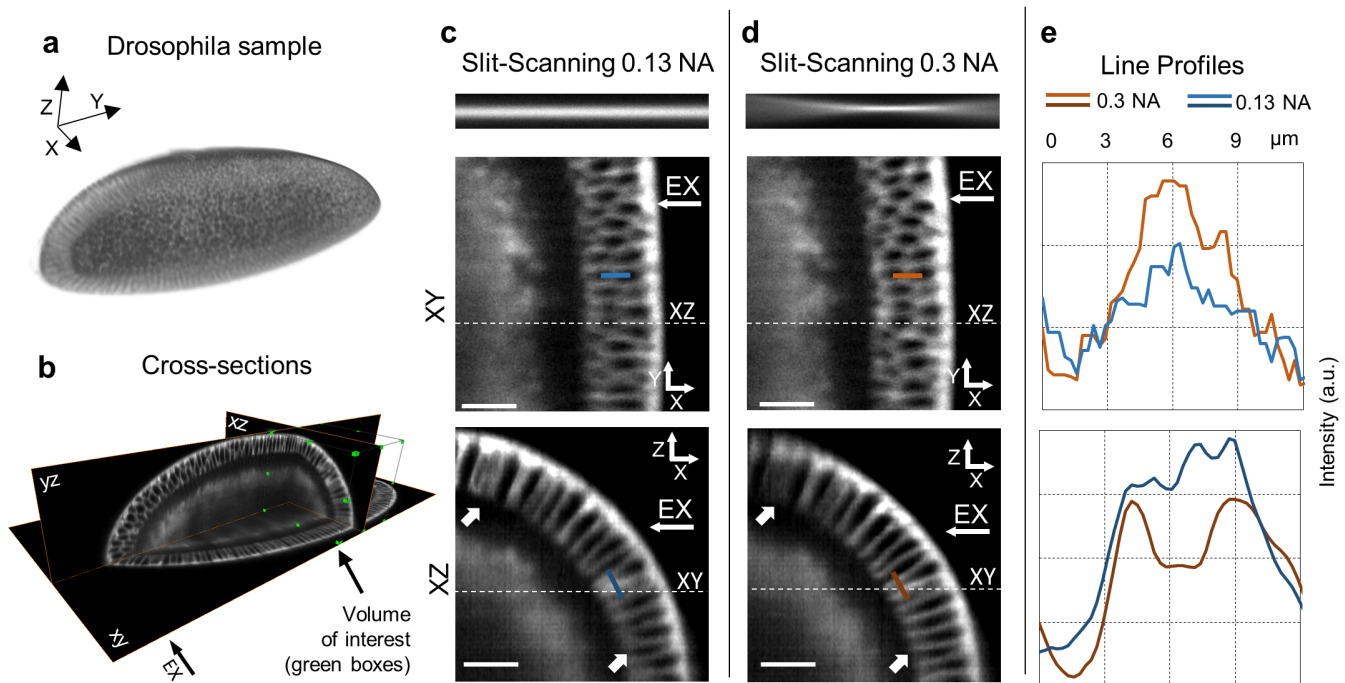 a
Drosophila sample
Z
Y
X
b
Cross-sections
xz
yz
xy
EX
Volume
of interest
(green boxes)
c
Slit-Scanning 0.13 NA
XY
EX
XZ
Y
X
XZ
Z
X
EX
XY
d
Slit-Scanning 0.3 NA
EX
XZ
Y
X
Z
X
EX
XY
e
Line Profiles
0.3 NA
0.13 NA
0 3 6 9 μm
Intensity (a.u.)